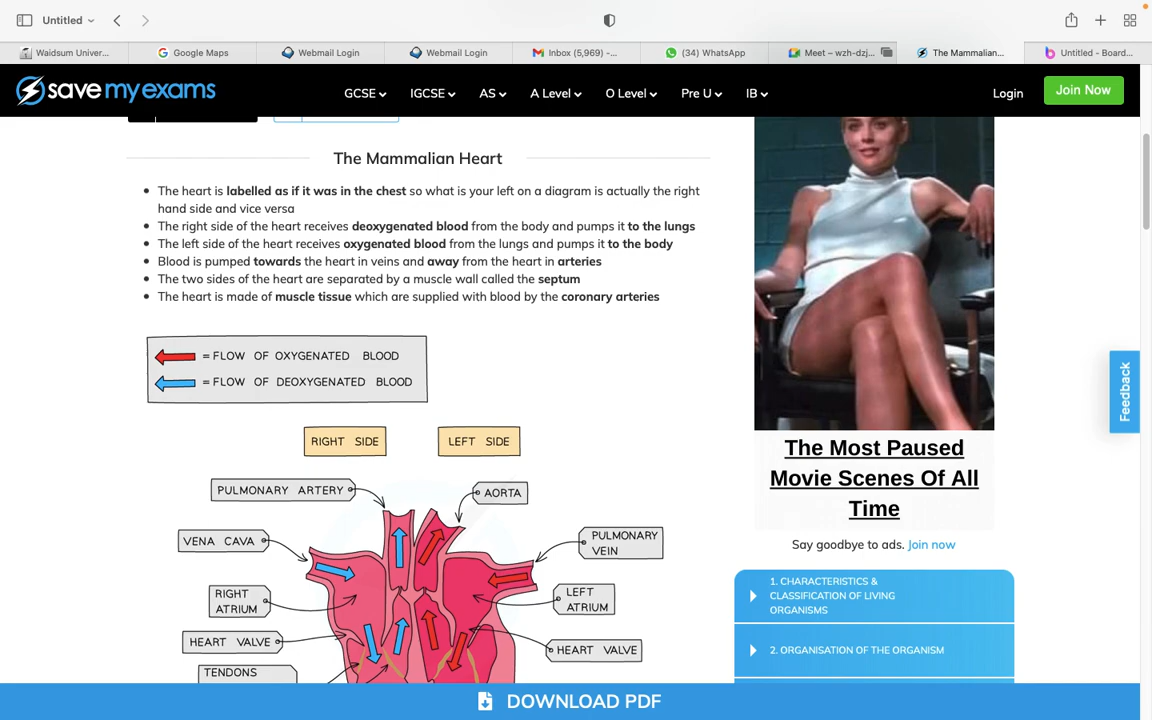 Untitled
Waidsum Univer...
Google Maps
Webmail Login
Webmail Login
Inbox (5,969) -...
(34) WhatsApp
Meet – wzh-dzj...
The Mammalian...
Untitled - Board...
save my exams
GCSE
IGCSE
AS
A Level
O Level
Pre U
IB
Login
Join Now
The Mammalian Heart
The heart is labelled as if it was in the chest so what is your left on a diagram is actually the right
hand side and vice versa
The right side of the heart receives deoxygenated blood from the body and pumps it to the lungs
The left side of the heart receives oxygenated blood from the lungs and pumps it to the body
Blood is pumped towards the heart in veins and away from the heart in arteries
The two sides of the heart are separated by a muscle wall called the septum
The heart is made of muscle tissue which are supplied with blood by the coronary arteries
= FLOW OF OXYGENATED BLOOD
= FLOW OF DEOXYGENATED BLOOD
RIGHT SIDE
LEFT SIDE
PULMONARY ARTERY
AORTA
VENA CAVA
PULMONARY
VEIN
RIGHT
ATRIUM
LEFT
ATRIUM
HEART VALVE
HEART VALVE
TENDONS
The Most Paused
Movie Scenes Of All
Time
Say goodbye to ads. Join now
1. CHARACTERISTICS &
CLASSIFICATION OF LIVING
ORGANISMS
2. ORGANISATION OF THE ORGANISM
Feedback
DOWNLOAD PDF